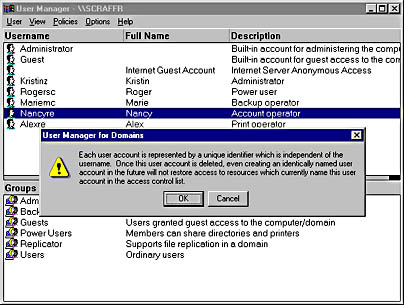 User Manager - \\SCRAFFR
User View Policies Options Help
Username Full Name Description
Administrator Built-in account for administering the compu
Guest Built-in account for guest access to the com
Internet Guest Account Internet Server Anonymous Access
Kristinz Kristin Account operator
Rogersc Roger Power user
Mariemc Marie Backup operator
Nancyre Nancy Account operator
Alexre Alex Print operator
User Manager for Domains
Each user account is represented by a unique identifier which is independent of the
username. Once this user account is deleted, even creating an identically named user
account in the future will not restore access to resources which currently name this user
account in the access control list.
OK Cancel
Groups
Adm
Back
Guests Users granted guest access to the computer/domain
Power Users Members can share directories and printers
Replicator Supports file replication in a domain
Users Ordinary users